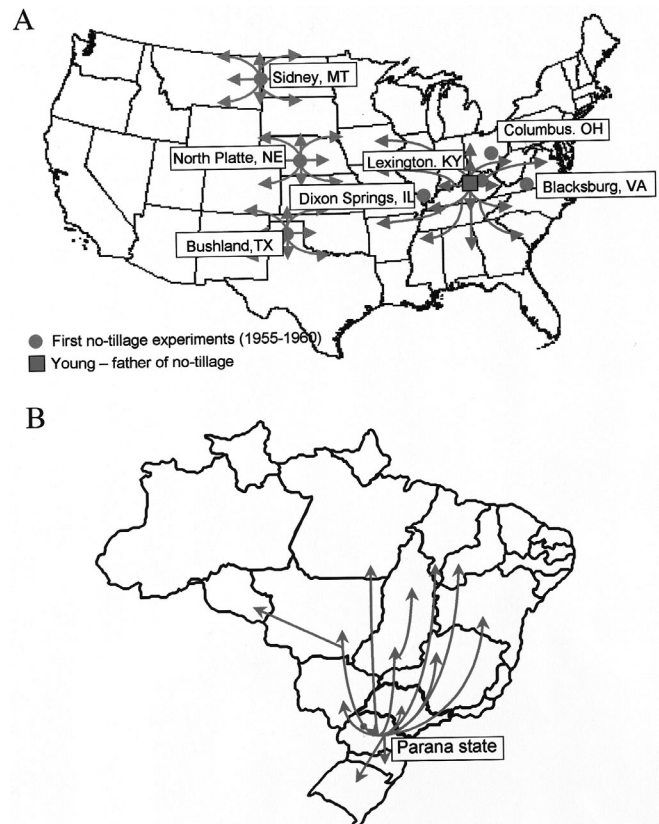 A
Sidney, MT
Columbus. OH
North Platte, NE
Lexington. KY
Dixon Springs, IL
Blacksburg, VA
Bushland,TX
First no-tillage experiments (1955-1960)
Young – father of no-tillage
B
Parana state